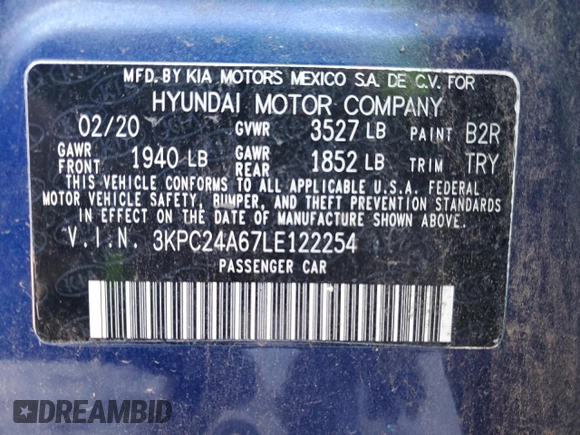 MFD. BY KIA MOTORS MEXICO S.A. DE C.V. FOR
HYUNDAI MOTOR COMPANY
02/20 GVWR 3527 LB PAINT B2R
GAWR FRONT 1940 LB GAWR REAR 1852 LB TRIM TRY
THIS VEHICLE CONFORMS TO ALL APPLICABLE U.S.A. FEDERAL
MOTOR VEHICLE SAFETY, BUMPER, AND THEFT PREVENTION STANDARDS
IN EFFECT ON THE DATE OF MANUFACTURE SHOWN ABOVE.
V.I.N. 3KPC24A67LE122254
PASSENGER CAR
DREAMBID